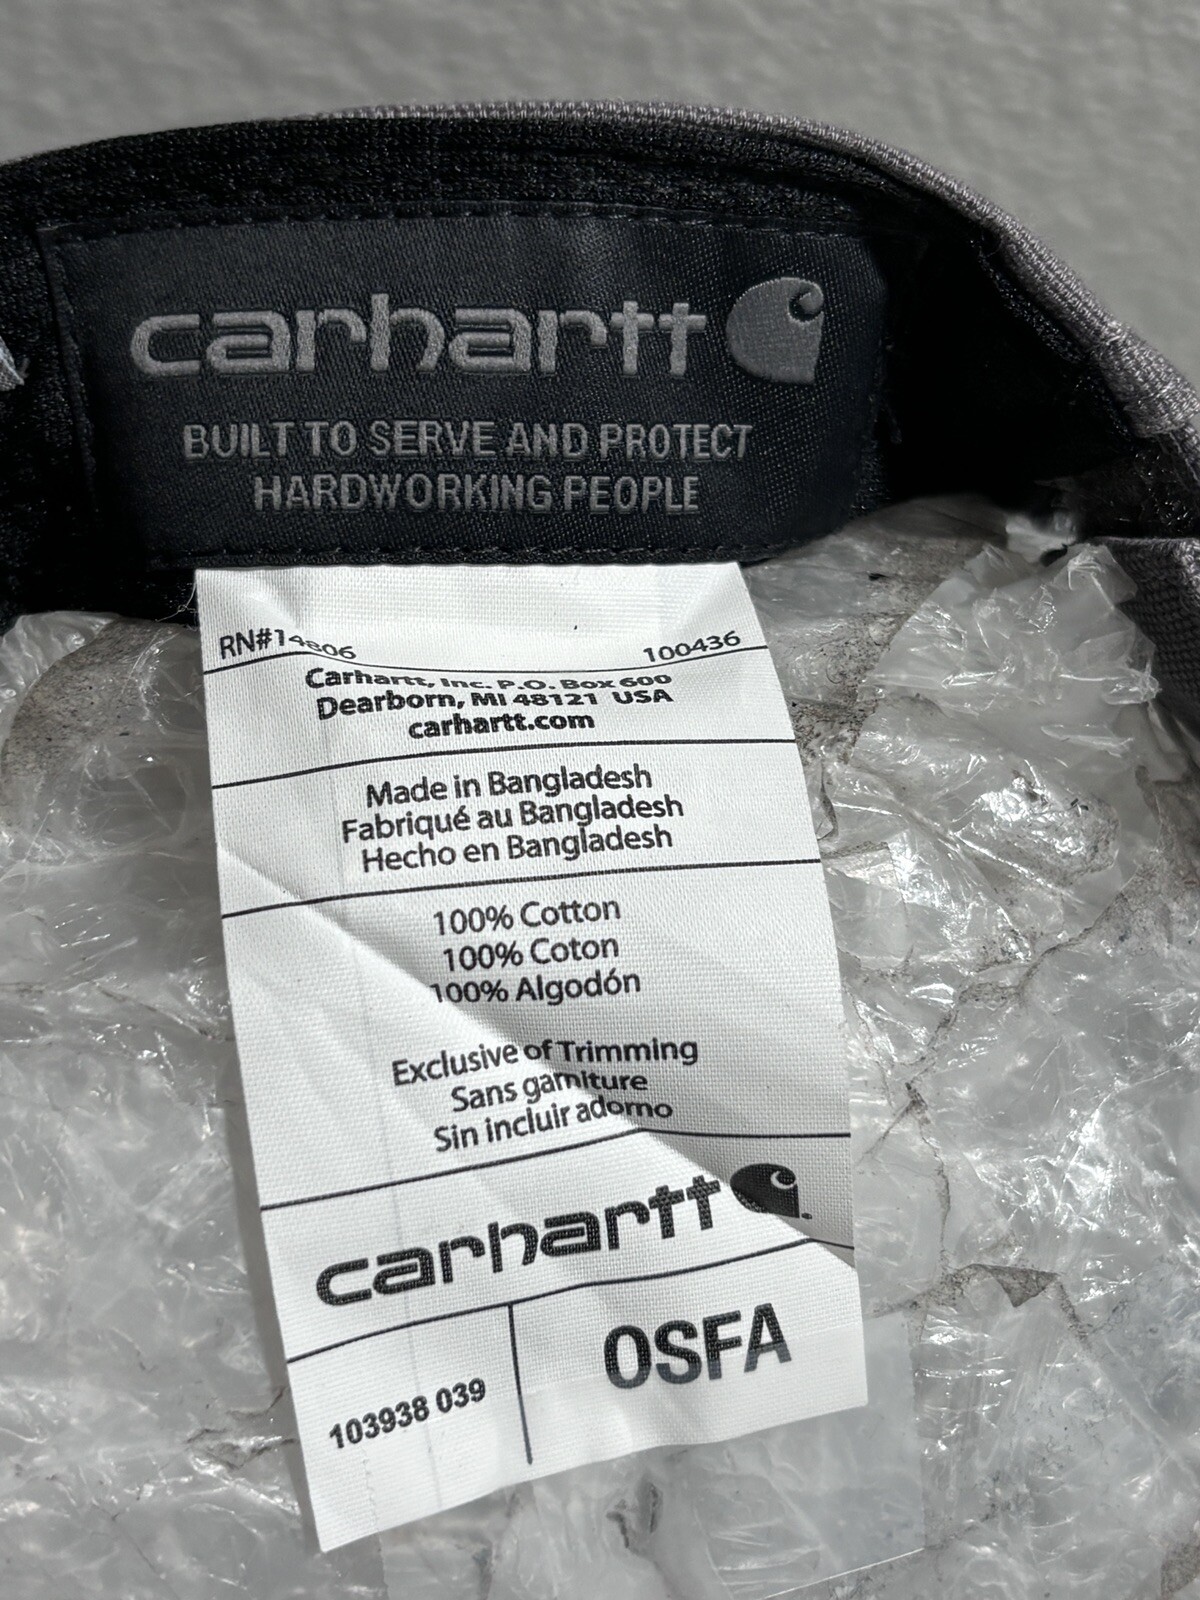 carhartt
BUILT TO SERVE AND PROTECT
HARDWORKING PEOPLE
RN#14806 100436
Carhartt, Inc. P.O. Box 600
Dearborn, MI 48121 USA
carhartt.com
Made in Bangladesh
Fabriqué au Bangladesh
Hecho en Bangladesh
100% Cotton
100% Coton
100% Algodón
Exclusive of Trimming
Sans garniture
Sin incluir adorno
carhartt
103938 039 OSFA